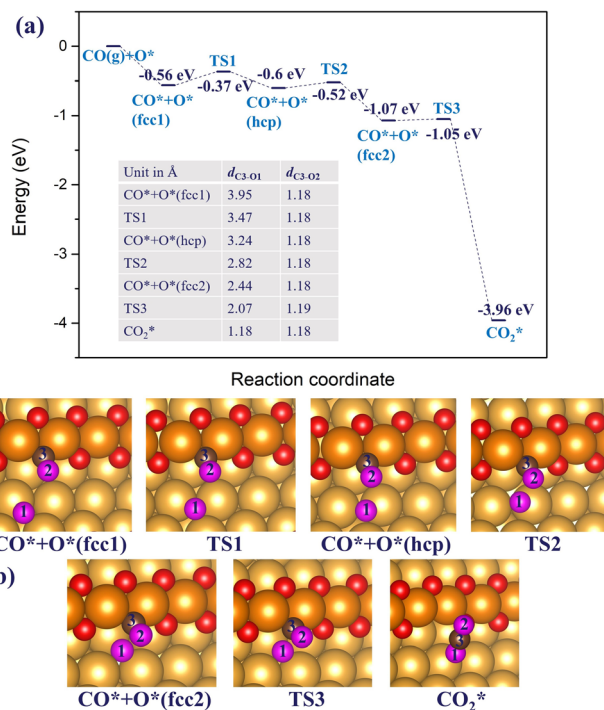 (a)
0
CO(g)+O*
-0.56 eV
CO*+O*
(fcc1)
TS1
-0.37 eV
-0.6 eV
CO*+O*
(hcp)
TS2
-0.52 eV
-1.07 eV
CO*+O*
(fcc2)
TS3
-1.05 eV
-3.96 eV
CO2*
-1
-2
-3
-4
Energy (eV)
Unit in Å dC3-O1 dC3-O2
CO*+O*(fcc1) 3.95 1.18
TS1 3.47 1.18
CO*+O*(hcp) 3.24 1.18
TS2 2.82 1.18
CO*+O*(fcc2) 2.44 1.18
TS3 2.07 1.19
CO2* 1.18 1.18
Reaction coordinate
3
2
1
3
2
1
3
2
1
3
2
1
CO*+O*(fcc1) TS1 CO*+O*(hcp) TS2
b)
3
2
1
3
2
1
2
3
1
CO*+O*(fcc2) TS3 CO2*